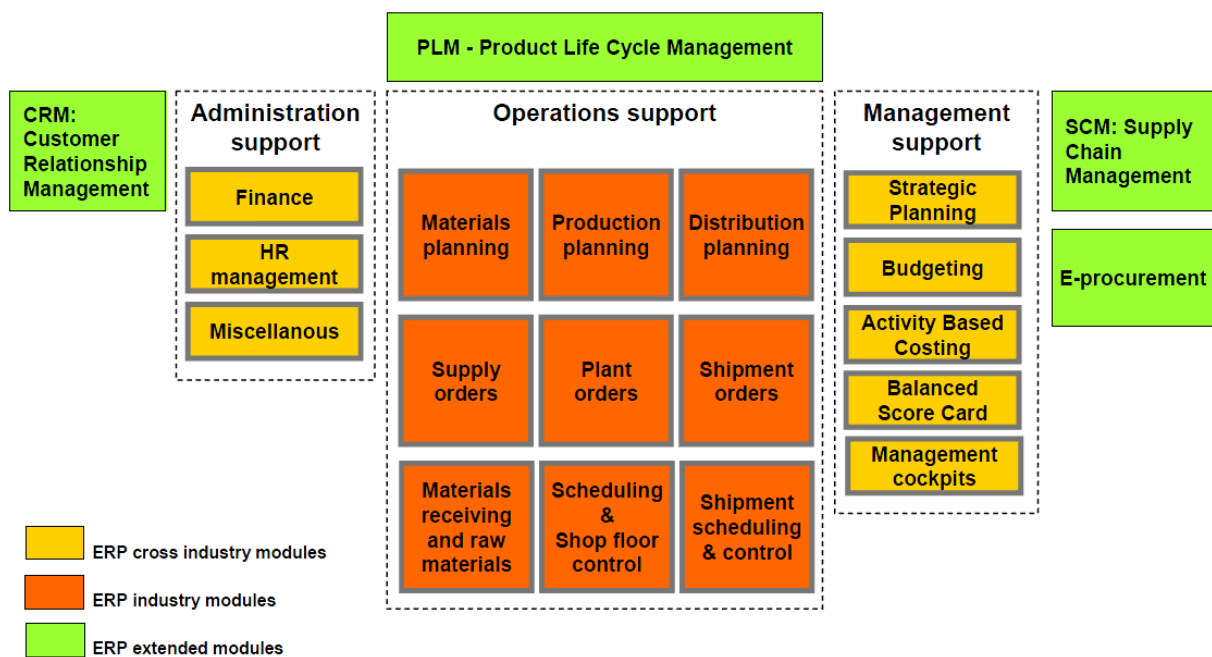 PLM - Product Life Cycle Management
CRM:
Customer
Relationship
Management
Administration
support
Finance
HR
management
Miscellanous
Operations support
Materials
planning
Production
planning
Distribution
planning
Supply
orders
Plant
orders
Shipment
orders
Materials
receiving
and raw
materials
Scheduling
&
Shop floor
control
Shipment
scheduling
& control
Management
support
Strategic
Planning
Budgeting
Activity Based
Costing
Balanced
Score Card
Management
cockpits
SCM: Supply
Chain
Management
E-procurement
ERP cross industry modules
ERP industry modules
ERP extended modules